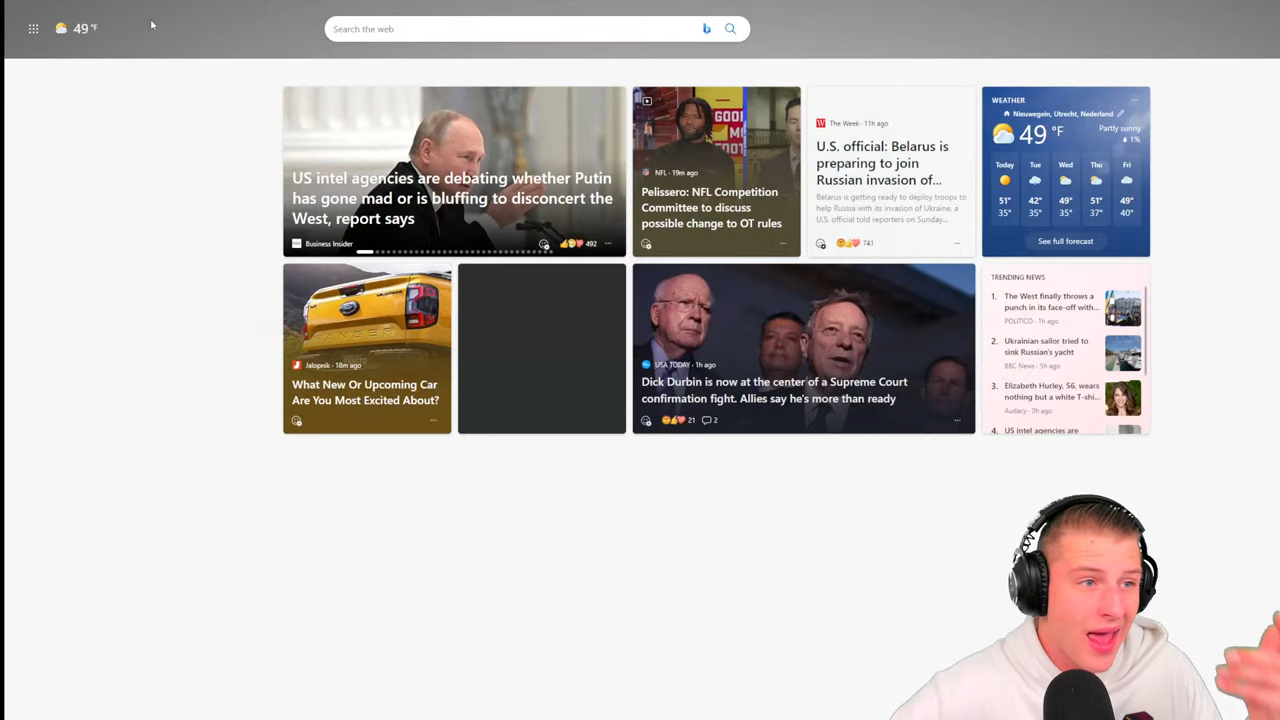 49 °F
Search the web
US intel agencies are debating whether Putin
has gone mad or is bluffing to disconcert the
West, report says
Business Insider
492
NFL · 19m ago
Pelissero: NFL Competition
Committee to discuss
possible change to OT rules
The Week · 11h ago
U.S. official: Belarus is
preparing to join
Russian invasion of...
Belarus is getting ready to deploy troops to
help Russia with its invasion of Ukraine, a
U.S. official told reporters on Sunday...
741
WEATHER
Nieuwegein, Utrecht, Nederland
49 °F
Partly sunny
1%
Today Tue Wed Thu Fri
51° 42° 49° 51° 49°
35° 35° 37° 37° 40°
See full forecast
Jalopnik · 18m ago
What New Or Upcoming Car
Are You Most Excited About?
USA TODAY · 1h ago
Dick Durbin is now at the center of a Supreme Court
confirmation fight. Allies say he's more than ready
21 2
TRENDING NEWS
1. The West finally throws a
punch in its face-off with...
POLITICO · 1h ago
2. Ukrainian sailor tried to
sink Russian's yacht
BBC News · 5h ago
3. Elizabeth Hurley, 56, wears
nothing but a white T-shi...
Audacy · 3h ago
4. US intel agencies are